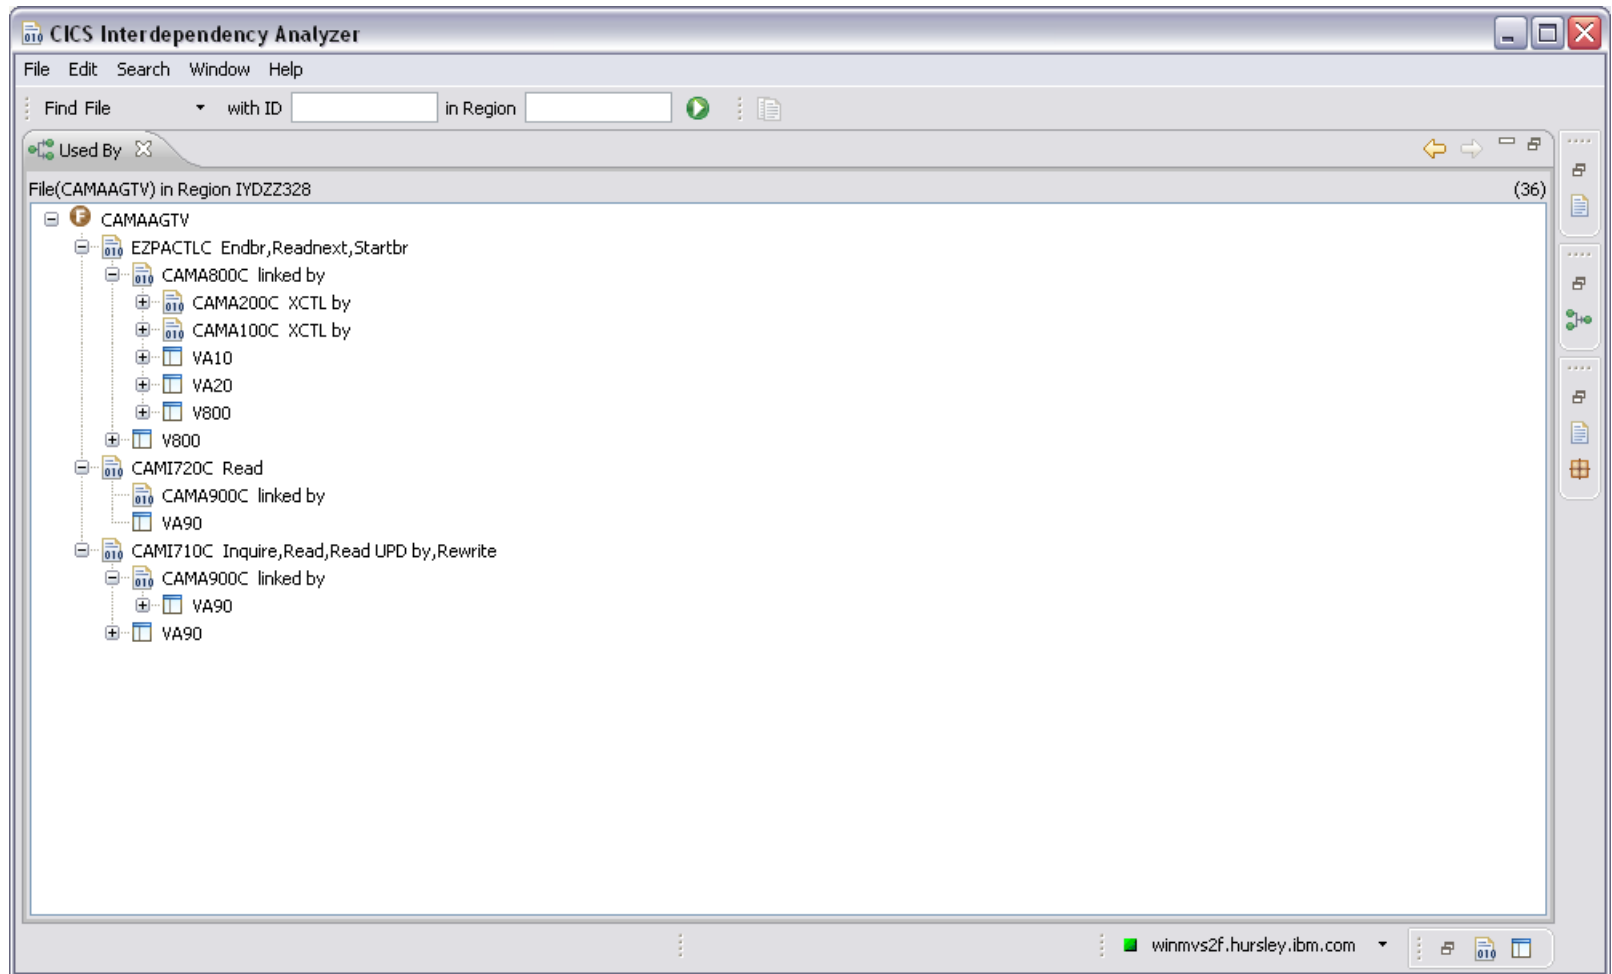 CICS Interdependency Analyzer
File Edit Search Window Help
Find File with ID in Region
Used By
File(CAMAAGTV) in Region IYDZZ328 (36)
CAMAAGTV
EZPACTLC Endbr,Readnext,Startbr
CAMA800C linked by
CAMA200C XCTL by
CAMA100C XCTL by
VA10
VA20
V800
V800
CAMI720C Read
CAMA900C linked by
VA90
CAMI710C Inquire,Read,Read UPD by,Rewrite
CAMA900C linked by
VA90
VA90
winmvs2f.hursley.ibm.com